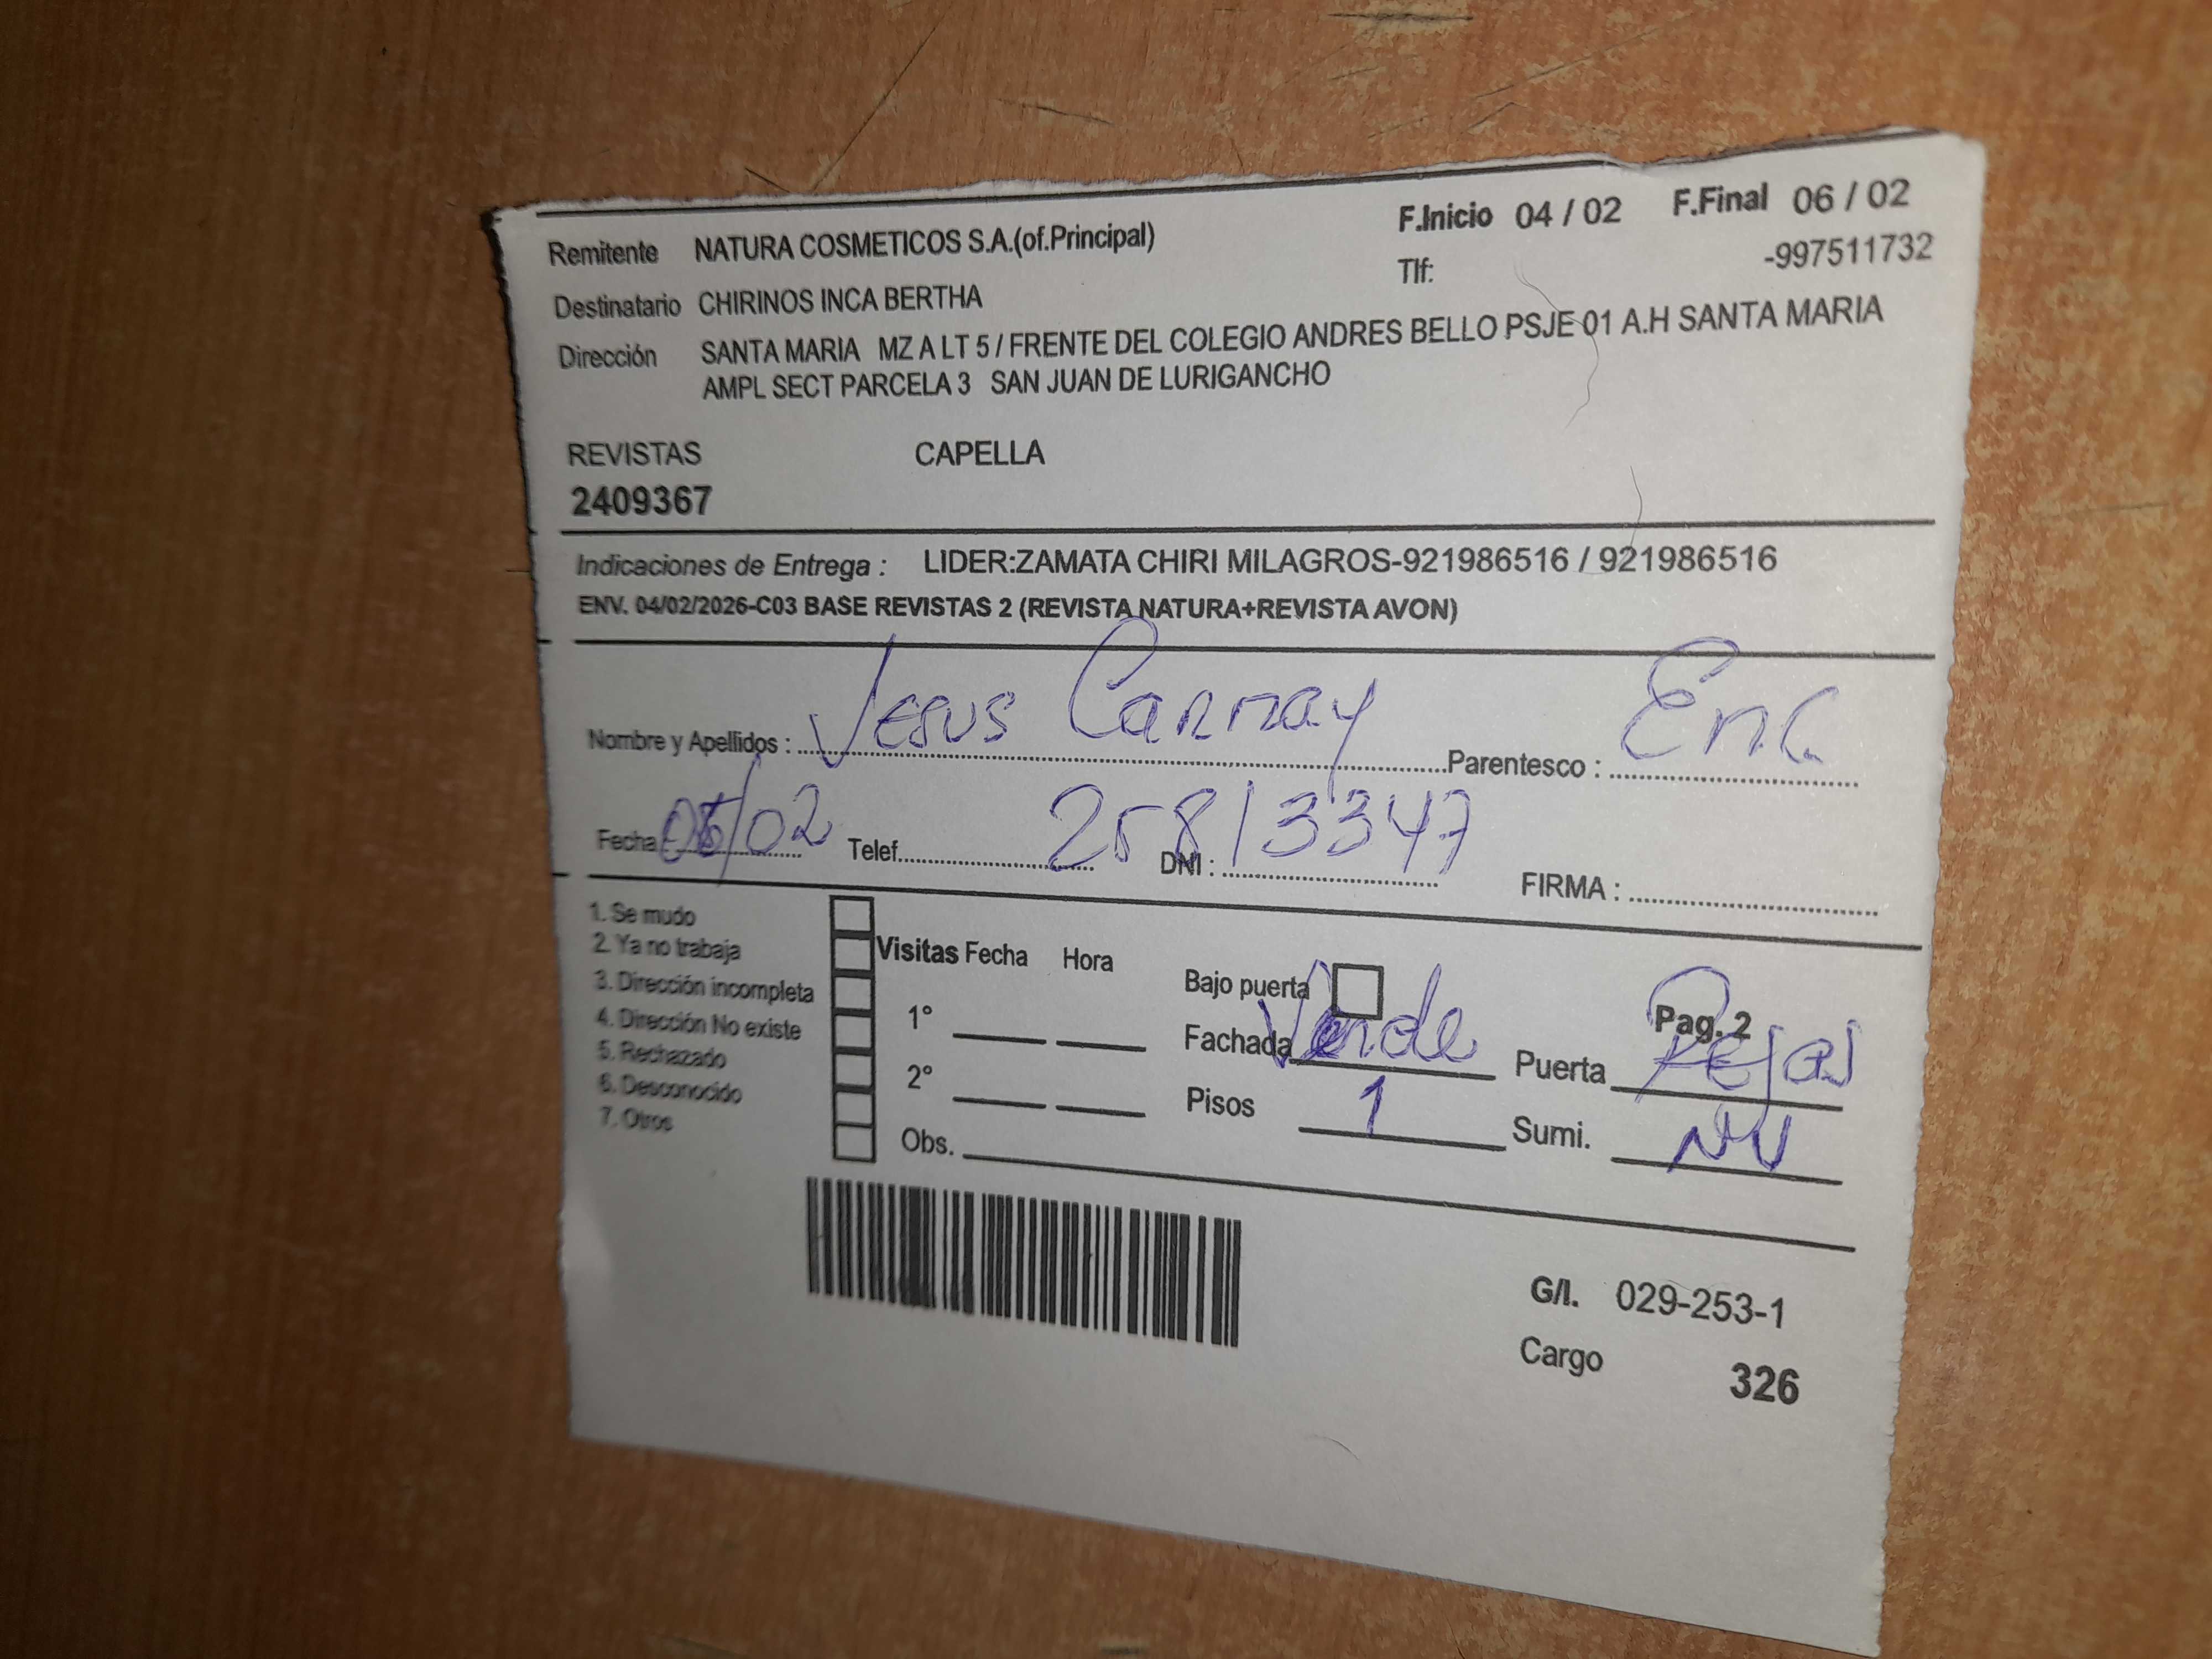 Remitente NATURA COSMETICOS S.A.(of.Principal) F.Inicio 04 / 02 F.Final 06 / 02
Tlf: -997511732
Destinatario CHIRINOS INCA BERTHA
Dirección SANTA MARIA MZ A LT 5 / FRENTE DEL COLEGIO ANDRES BELLO PSJE 01 A.H SANTA MARIA
AMPL SECT PARCELA 3 SAN JUAN DE LURIGANCHO
REVISTAS CAPELLA
2409367
Indicaciones de Entrega : LIDER:ZAMATA CHIRI MILAGROS-921986516 / 921986516
ENV. 04/02/2026-C03 BASE REVISTAS 2 (REVISTA NATURA+REVISTA AVON)
Nombre y Apellidos : Jesus Parentesco : Enc.
Fecha /02 Telef. DNI : 25813347 FIRMA :
1. Se mudo
2. Ya no trabaja
3. Dirección incompleta
4. Dirección No existe
5. Rechazado
6. Desconocido
7. Otros
Visitas Fecha Hora
1°
2°
Obs.
Bajo puerta Pag. 2
Fachada Verde Puerta Rejas
Pisos 1 Sumi. NV
G/I. 029-253-1
Cargo 326